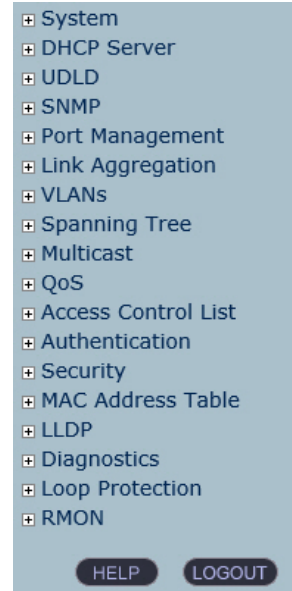 System
DHCP Server
UDLD
SNMP
Port Management
Link Aggregation
VLANs
Spanning Tree
Multicast
QoS
Access Control List
Authentication
Security
MAC Address Table
LLDP
Diagnostics
Loop Protection
RMON
HELP LOGOUT